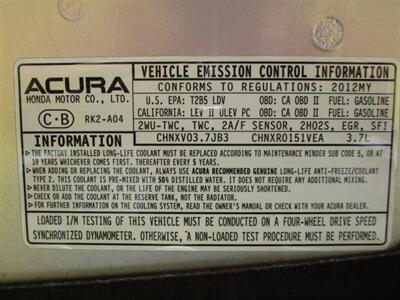 ACURA
HONDA MOTOR CO., LTD.
C·B RK2-A04
VEHICLE EMISSION CONTROL INFORMATION
CONFORMS TO REGULATIONS: 2012MY
U.S. EPA: T2B5 LDV OBD: CA OBD II FUEL: GASOLINE
CALIFORNIA: LEV II ULEV PC OBD: CA OBD II FUEL: GASOLINE
2WU-TWC, TWC, 2A/F SENSOR, 2HO2S, EGR, SFI
INFORMATION CHNXV03.7JB3 CHNXR0151VEA 3.7L
▶THE FACTORY INSTALLED LONG-LIFE COOLANT MUST BE REPLACED ACCORDING TO MAINTENANCE MINDER SUB CODE 5, OR AT
10 YEARS WHICHEVER COMES FIRST, THEREAFTER EVERY 5 YEARS.
▶WHEN ADDING OR REPLACING THE COOLANT, ALWAYS USE ACURA RECOMMENDED GENUINE LONG-LIFE ANTI-FREEZE/COOLANT
TYPE 2. THIS COOLANT IS PRE-MIXED WITH 50% DISTILLED WATER. IT DOES NOT REQUIRE ANY ADDITIONAL MIXING.
▶NEVER DILUTE THE COOLANT, OR THE LIFE OF THE ENGINE MAY BE SERIOUSLY SHORTENED.
▶CHECK OR ADD THE COOLANT AT THE RESERVE TANK, NOT THE RADIATOR.
▶FOR FURTHER INFORMATION ON THE COOLING SYSTEM, READ THE OWNER'S MANUAL OR CHECK WITH YOUR ACURA DEALER.
LOADED I/M TESTING OF THIS VEHICLE MUST BE CONDUCTED ON A FOUR-WHEEL DRIVE SPEED
SYNCHRONIZED DYNAMOMETER. OTHERWISE, A NON-LOADED TEST PROCEDURE MUST BE PERFORMED.